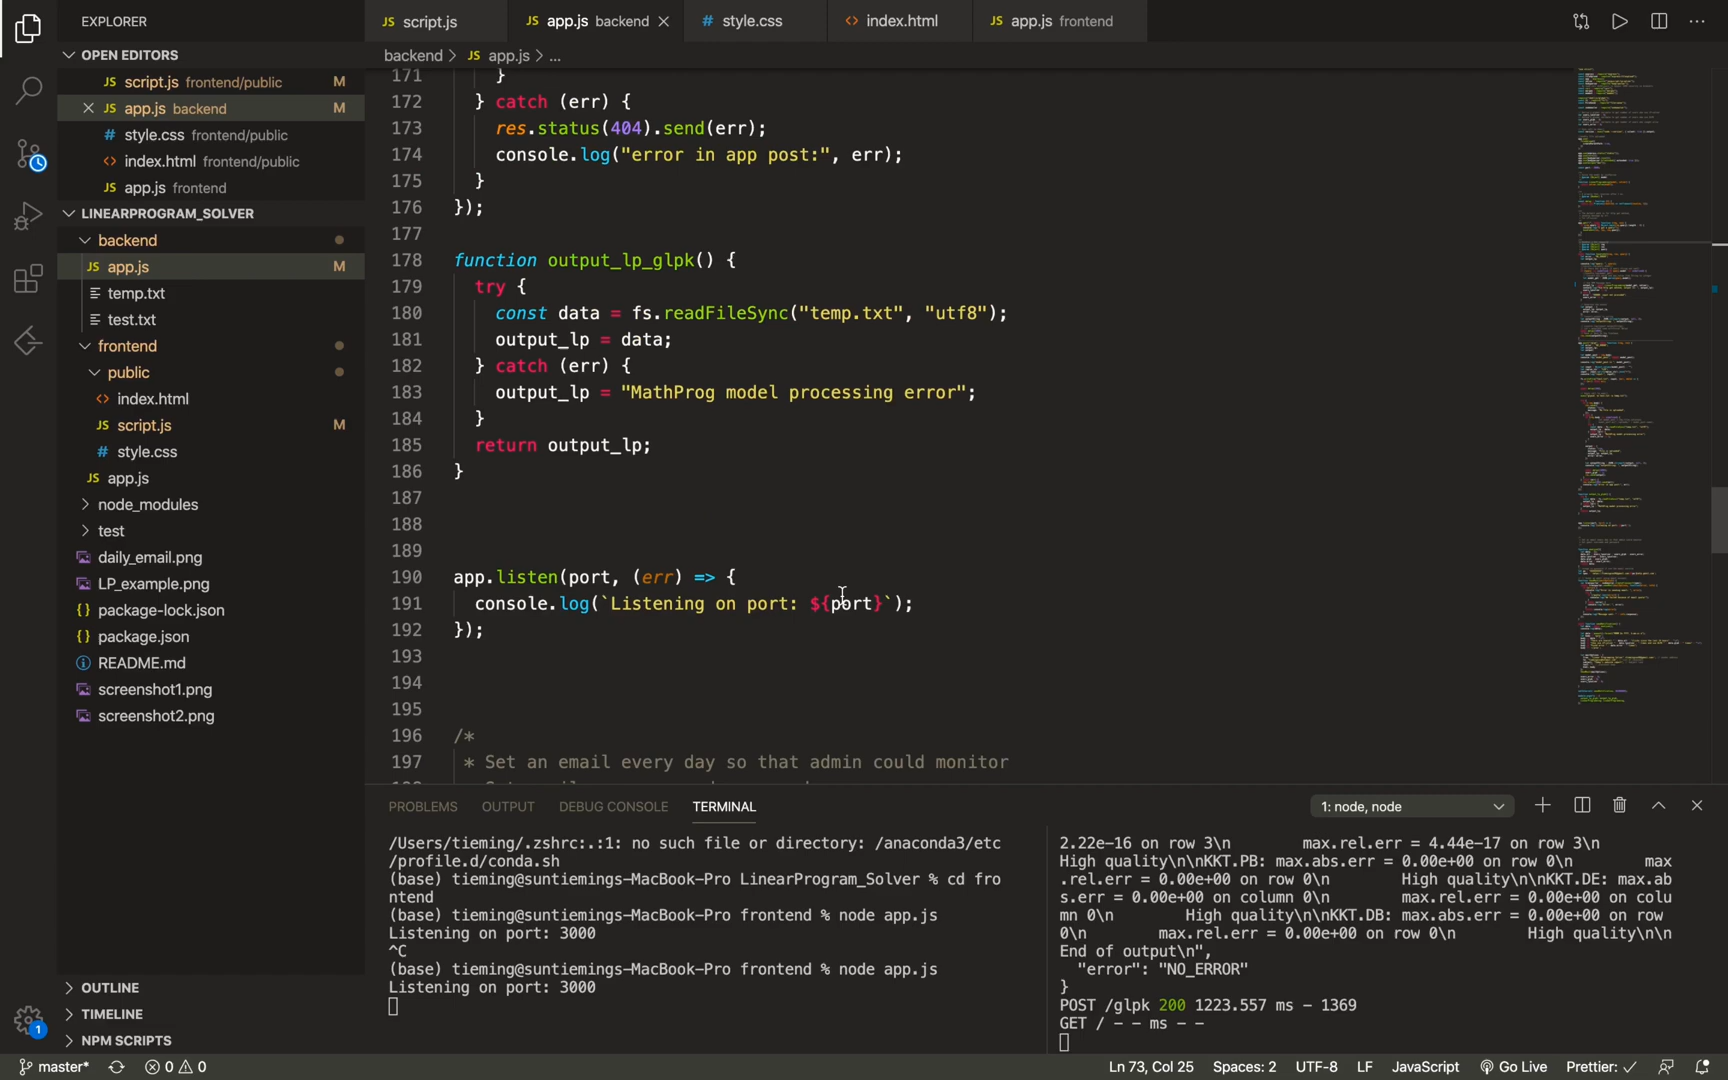 EXPLORER
OPEN EDITORS
script.js frontend/public M
app.js backend M
style.css frontend/public
index.html frontend/public
app.js frontend
LINEARPROGRAM_SOLVER
backend
app.js M
temp.txt
test.txt
frontend
public
index.html
script.js M
style.css
app.js
node_modules
test
daily_email.png
LP_example.png
package-lock.json
package.json
README.md
screenshot1.png
screenshot2.png
OUTLINE
TIMELINE
NPM SCRIPTS
JS script.js
JS app.js backend
# style.css
<> index.html
JS app.js frontend
backend > JS app.js > ...
171 }
172 } catch (err) {
173 res.status(404).send(err);
174 console.log("error in app post:", err);
175 }
176 });
177
178 function output_lp_glpk() {
179 try {
180 const data = fs.readFileSync("temp.txt", "utf8");
181 output_lp = data;
182 } catch (err) {
183 output_lp = "MathProg model processing error";
184 }
185 return output_lp;
186 }
187
188
189
190 app.listen(port, (err) => {
191 console.log(`Listening on port: ${port}`);
192 });
193
194
195
196 /*
197 * Set an email every day so that admin could monitor
PROBLEMS OUTPUT DEBUG CONSOLE TERMINAL
1: node, node
/Users/tieming/.zshrc:.:1: no such file or directory: /anaconda3/etc
/profile.d/conda.sh
(base) tieming@suntiemings-MacBook-Pro LinearProgram_Solver % cd fro
ntend
(base) tieming@suntiemings-MacBook-Pro frontend % node app.js
Listening on port: 3000
^C
(base) tieming@suntiemings-MacBook-Pro frontend % node app.js
Listening on port: 3000
2.22e-16 on row 3\n max.rel.err = 4.44e-17 on row 3\n
High quality\n\nKKT.PB: max.abs.err = 0.00e+00 on row 0\n max
.rel.err = 0.00e+00 on row 0\n High quality\n\nKKT.DE: max.ab
s.err = 0.00e+00 on column 0\n max.rel.err = 0.00e+00 on colu
mn 0\n High quality\n\nKKT.DB: max.abs.err = 0.00e+00 on row
0\n max.rel.err = 0.00e+00 on row 0\n High quality\n\n
End of output\n",
"error": "NO_ERROR"
}
POST /glpk 200 1223.557 ms - 1369
GET / - - ms - -
1
master* 0 0 Ln 73, Col 25 Spaces: 2 UTF-8 LF JavaScript Go Live Prettier: ✓